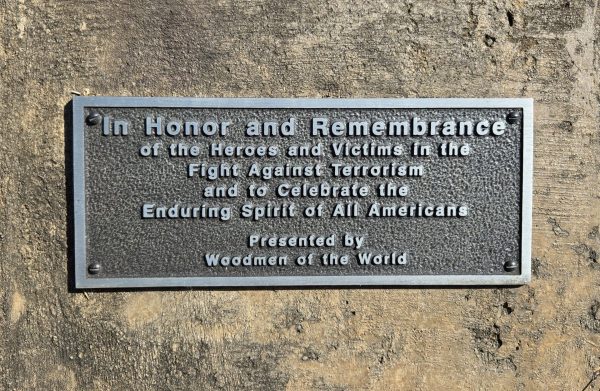 In Honor and Remembrance
of the Heroes and Victims in the
Fight Against Terrorism
and to Celebrate the
Enduring Spirit of All Americans
Presented by
Woodmen of the World